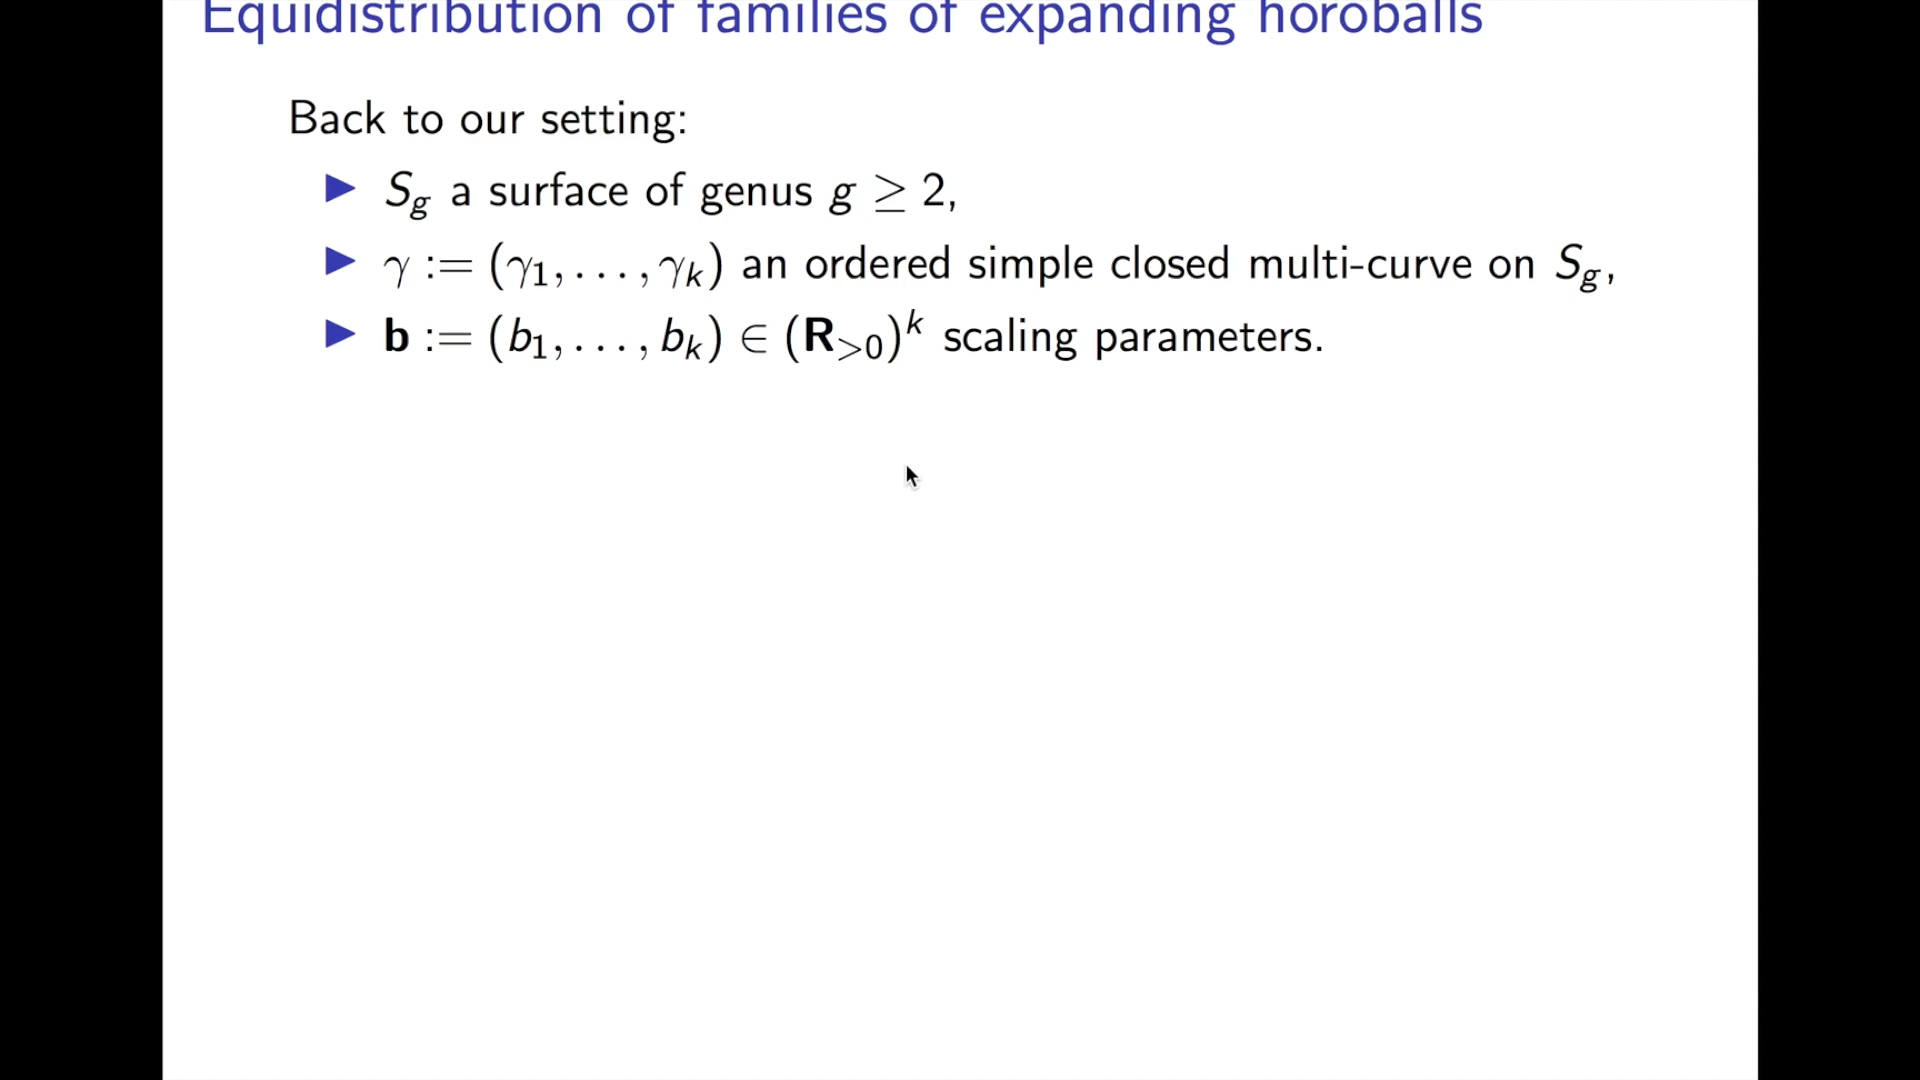 Equidistribution of families of expanding horoballs
Back to our setting:
▶ S_g a surface of genus g ≥ 2,
▶ γ := (γ_1, . . . , γ_k) an ordered simple closed multi-curve on S_g,
▶ b := (b_1, . . . , b_k) ∈ (R_{>0})^k scaling parameters.